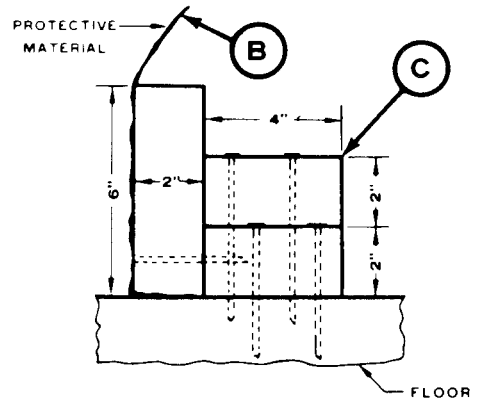 PROTECTIVE
MATERIAL
B
C
4"
6"
2"
2"
2"
FLOOR